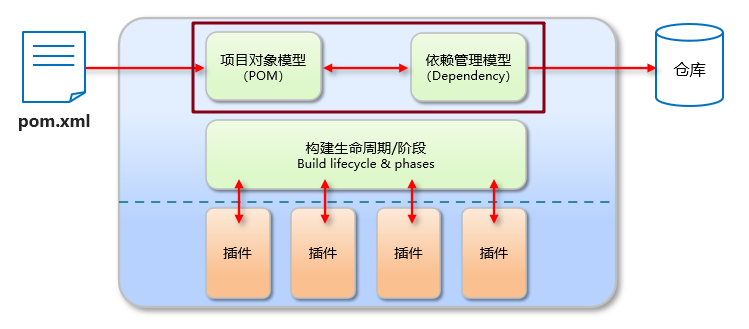 项目对象模型
（POM）
依赖管理模型
（Dependency）
仓库
pom.xml
构建生命周期/阶段
Build lifecycle & phases
插件
插件
插件
插件